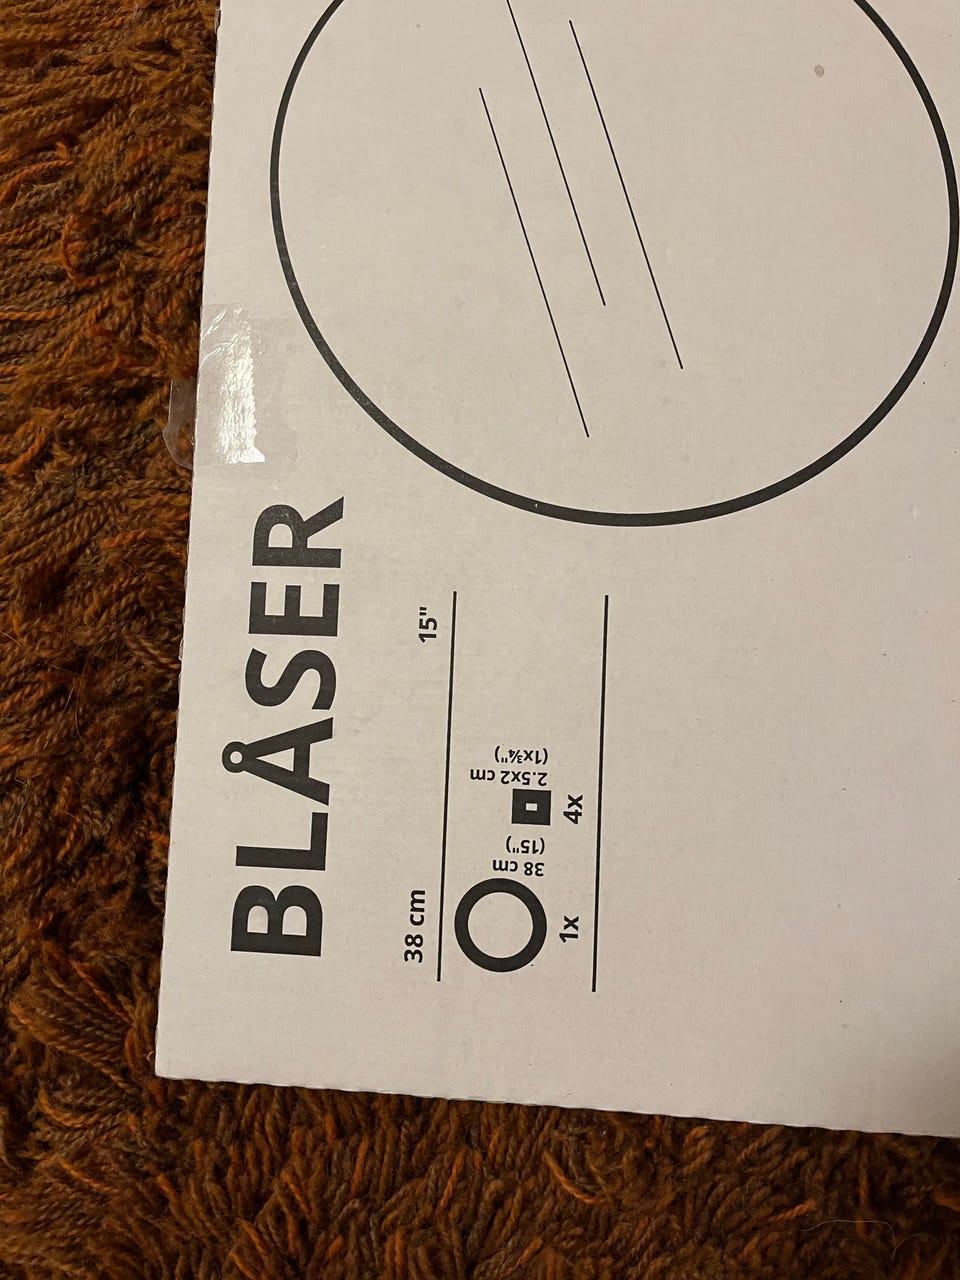 BLÅSER
38 cm 15"
38 cm
(15")
2.5x2 cm
(1x¾")
1x 4x